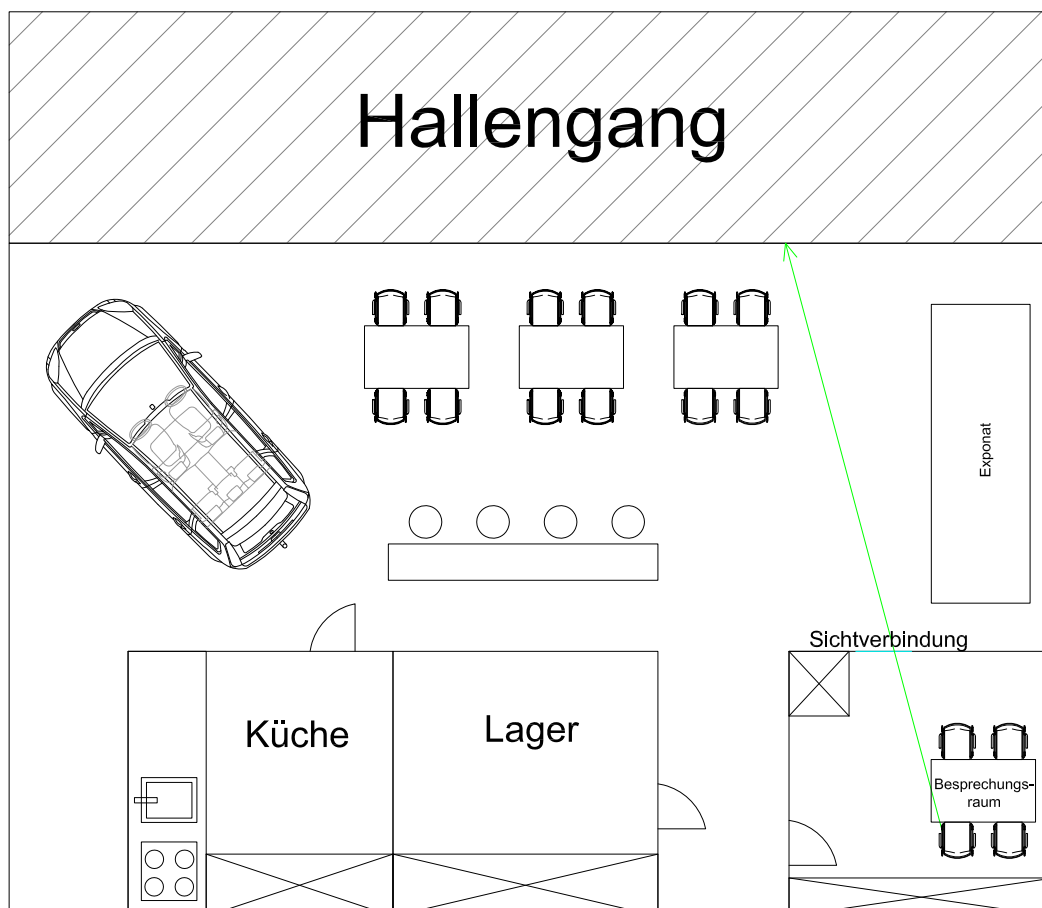 Hallengang
Exponat
Sichtverbindung
Küche
Lager
Besprechungs-
raum